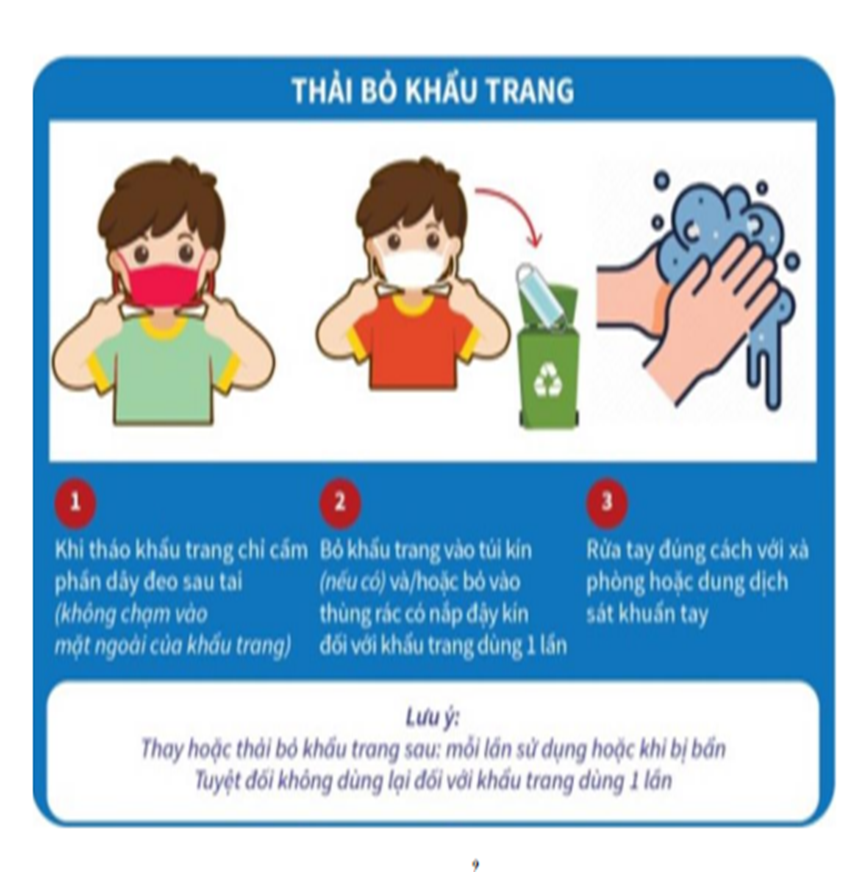 THẢI BỎ KHẨU TRANG
1
Khi tháo khẩu trang chỉ cầm
phần dây đeo sau tai
(không chạm vào
mặt ngoài của khẩu trang)
2
Bỏ khẩu trang vào túi kín
(nếu có) và/hoặc bỏ vào
thùng rác có nắp đậy kín
đối với khẩu trang dùng 1 lần
3
Rửa tay đúng cách với xà
phòng hoặc dung dịch
sát khuẩn tay
Lưu ý:
Thay hoặc thải bỏ khẩu trang sau: mỗi lần sử dụng hoặc khi bị bẩn
Tuyệt đối không dùng lại đối với khẩu trang dùng 1 lần
9